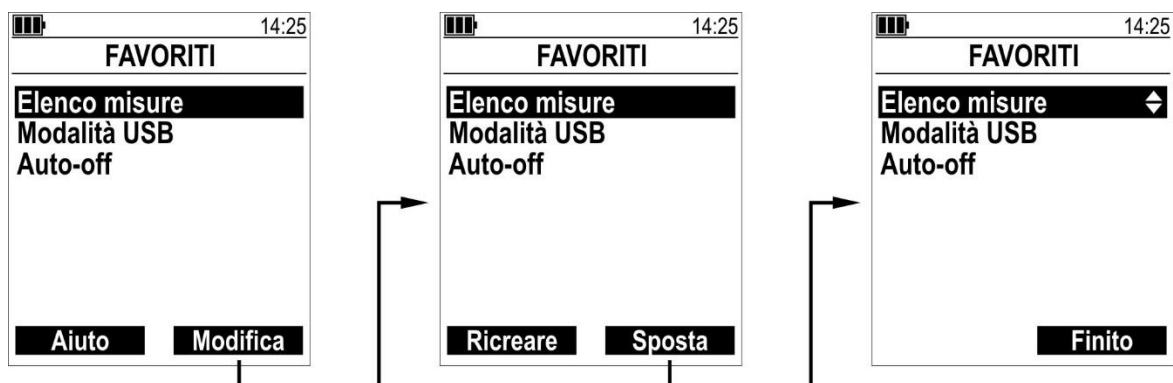 14:25
FAVORITI
Elenco misure
Modalità USB
Auto-off
Aiuto Modifica
14:25
FAVORITI
Elenco misure
Modalità USB
Auto-off
Ricreare Sposta
14:25
FAVORITI
Elenco misure
Modalità USB
Auto-off
Finito